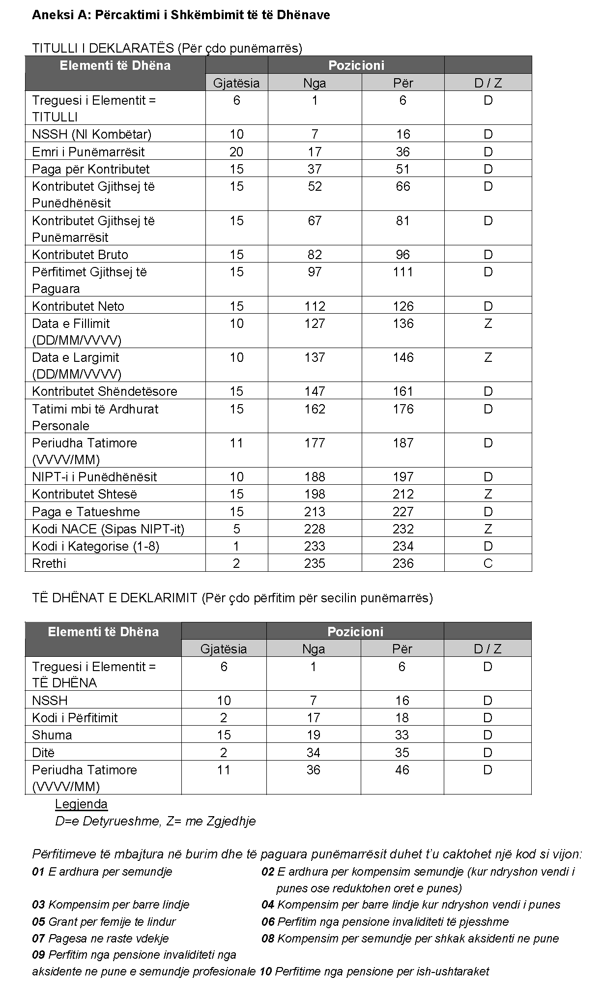 Aneksi A: Përcaktimi i Shkëmbimit të të Dhënave
TITULLI I DEKLARATËS (Për çdo punëmarrës)
Elementi të Dhëna Pozicioni
Gjatësia Nga Për D / Z
Treguesi i Elementit = 6 1 6 D
TITULLI
NSSH (NI Kombëtar) 10 7 16 D
Emri i Punëmarrësit 20 17 36 D
Paga për Kontributet 15 37 51 D
Kontributet Gjithsej të 15 52 66 D
Punëdhënësit
Kontributet Gjithsej të 15 67 81 D
Punëmarrësit
Kontributet Bruto 15 82 96 D
Përfitimet Gjithsej të 15 97 111 D
Paguara
Kontributet Neto 15 112 126 D
Data e Fillimit 10 127 136 Z
(DD/MM/VVVV)
Data e Largimit 10 137 146 Z
(DD/MM/VVVV)
Kontributet Shëndetësore 15 147 161 D
Tatimi mbi të Ardhurat 15 162 176 D
Personale
Periudha Tatimore 11 177 187 D
(VVVV/MM)
NIPT-i i Punëdhënësit 10 188 197 D
Kontributet Shtesë 15 198 212 Z
Paga e Tatueshme 15 213 227 D
Kodi NACE (Sipas NIPT-it) 5 228 232 Z
Kodi i Kategorise (1-8) 1 233 234 D
Rrethi 2 235 236 C
TË DHËNAT E DEKLARIMIT (Për çdo përfitim për secilin punëmarrës)
Elementi të Dhëna Pozicioni
Gjatësia Nga Për D / Z
Treguesi i Elementit = 6 1 6 D
TË DHËNA
NSSH 10 7 16 D
Kodi i Përfitimit 2 17 18 D
Shuma 15 19 33 D
Ditë 2 34 35 D
Periudha Tatimore 11 36 46 D
(VVVV/MM)
Legjenda
D=e Detyrueshme, Z= me Zgjedhje
Përfitimeve të mbajtura në burim dhe të paguara punëmarrësit duhet t’u caktohet një kod si vijon:
01 E ardhura per semundje 02 E ardhura per kompensim semundje (kur ndryshon vendi i
punes ose reduktohen oret e punes)
03 Kompensim per barre lindje 04 Kompensim per barre lindje kur ndryshon vendi i punes
05 Grant per femije te lindur 06 Perfitim nga pensione invaliditeti të pjesshme
07 Pagesa ne raste vdekje 08 Kompensim per semundje per shkak aksidenti ne pune
09 Perfitim nga pensione invaliditeti nga
aksidente ne pune e semundje profesionale 10 Perfitime nga pensione per ish-ushtaraket